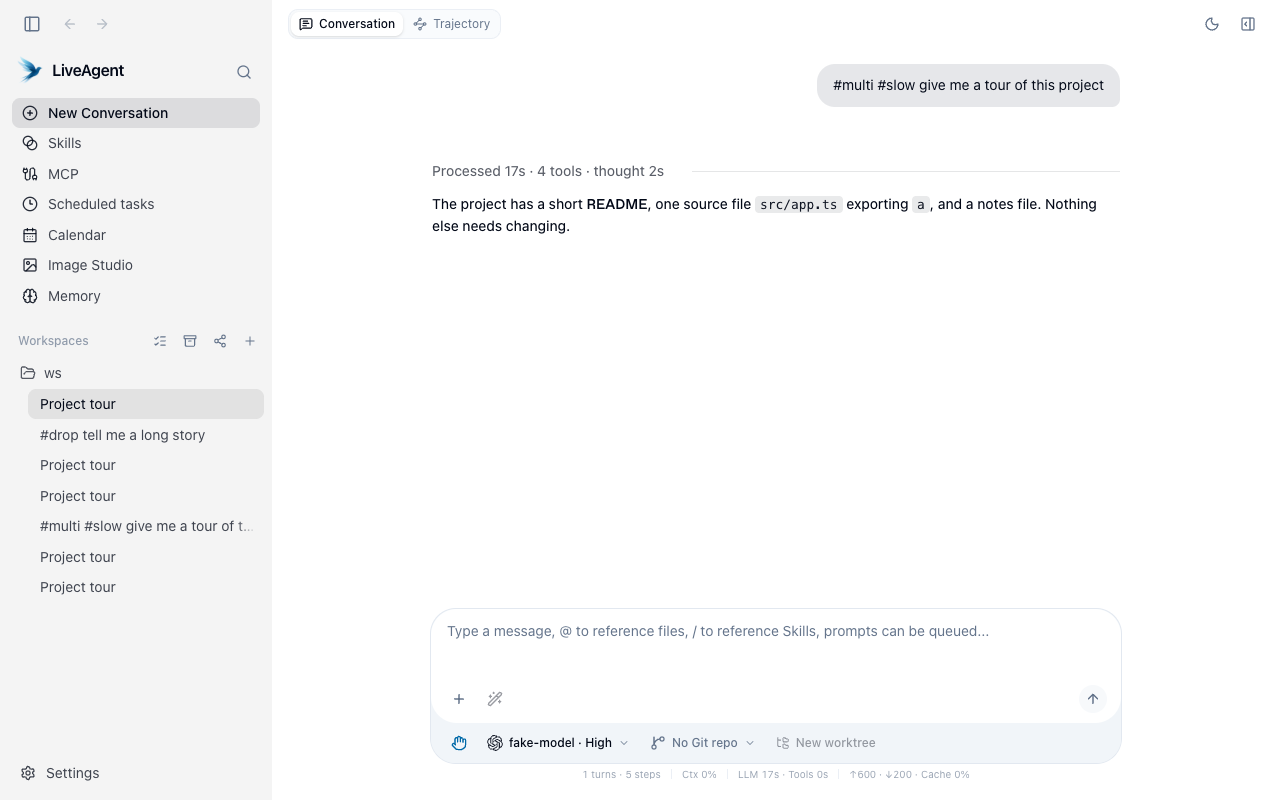 Conversation
Trajectory
LiveAgent
New Conversation
Skills
MCP
Scheduled tasks
Calendar
Image Studio
Memory
Workspaces
ws
Project tour
#drop tell me a long story
Project tour
Project tour
#multi #slow give me a tour of t...
Project tour
Project tour
Settings
#multi #slow give me a tour of this project
Processed 17s · 4 tools · thought 2s
The project has a short README, one source file src/app.ts exporting a, and a notes file. Nothing
else needs changing.
Type a message, @ to reference files, / to reference Skills, prompts can be queued...
fake-model · High
No Git repo
New worktree
1 turns · 5 steps | Ctx 0% | LLM 17s · Tools 0s | ↑600 · ↓200 · Cache 0%